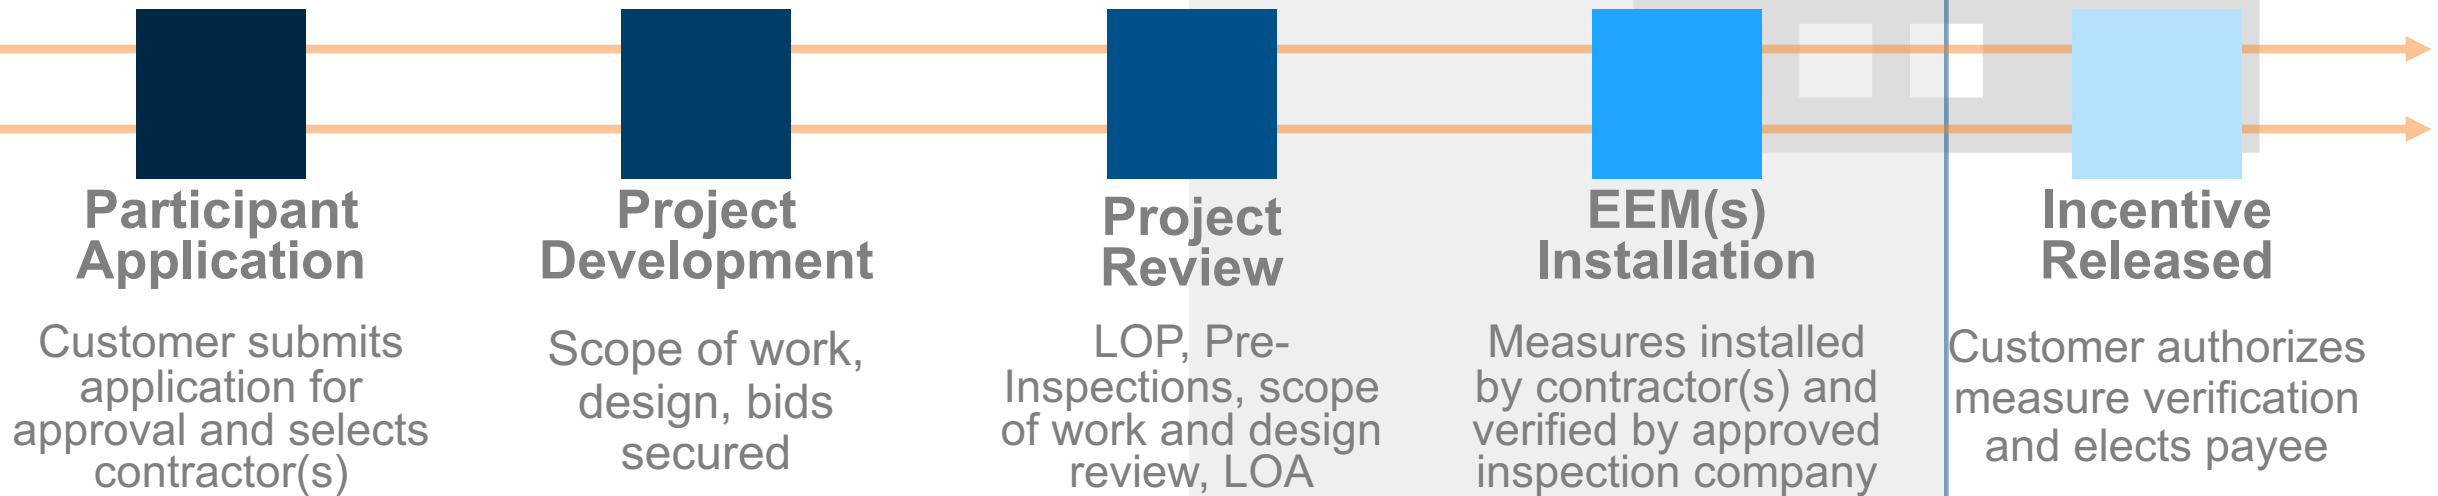 Participant
Application
Customer submits
application for
approval and selects
contractor(s)
Project
Development
Scope of work,
design, bids
secured
Project
Review
LOP, Pre-
Inspections, scope
of work and design
review, LOA
EEM(s)
Installation
Measures installed
by contractor(s) and
verified by approved
inspection company
Incentive
Released
Customer authorizes
measure verification
and elects payee